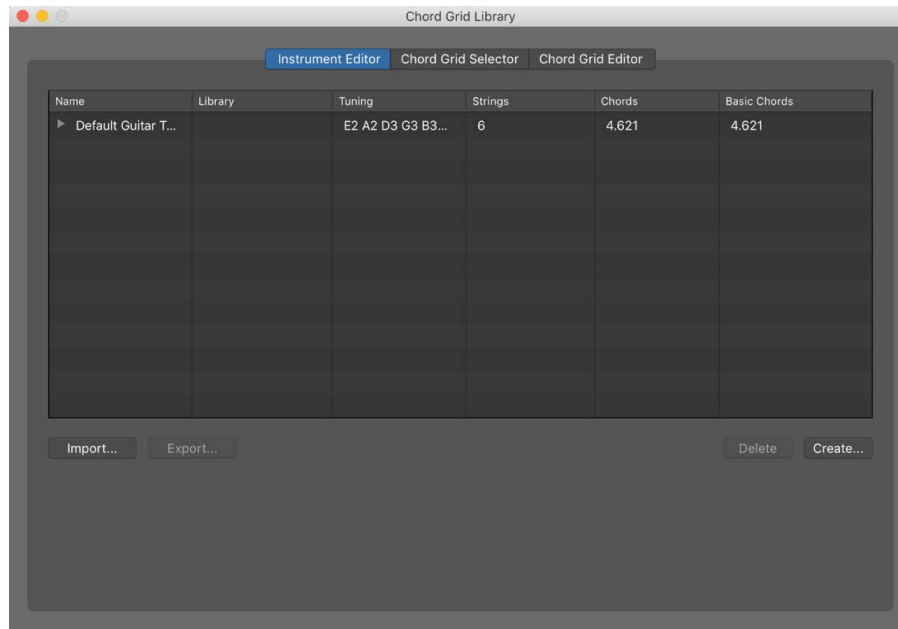 Chord Grid Library
Instrument Editor Chord Grid Selector Chord Grid Editor
Name Library Tuning Strings Chords Basic Chords
Default Guitar T... E2 A2 D3 G3 B3... 6 4.621 4.621
Import... Export... Delete Create...